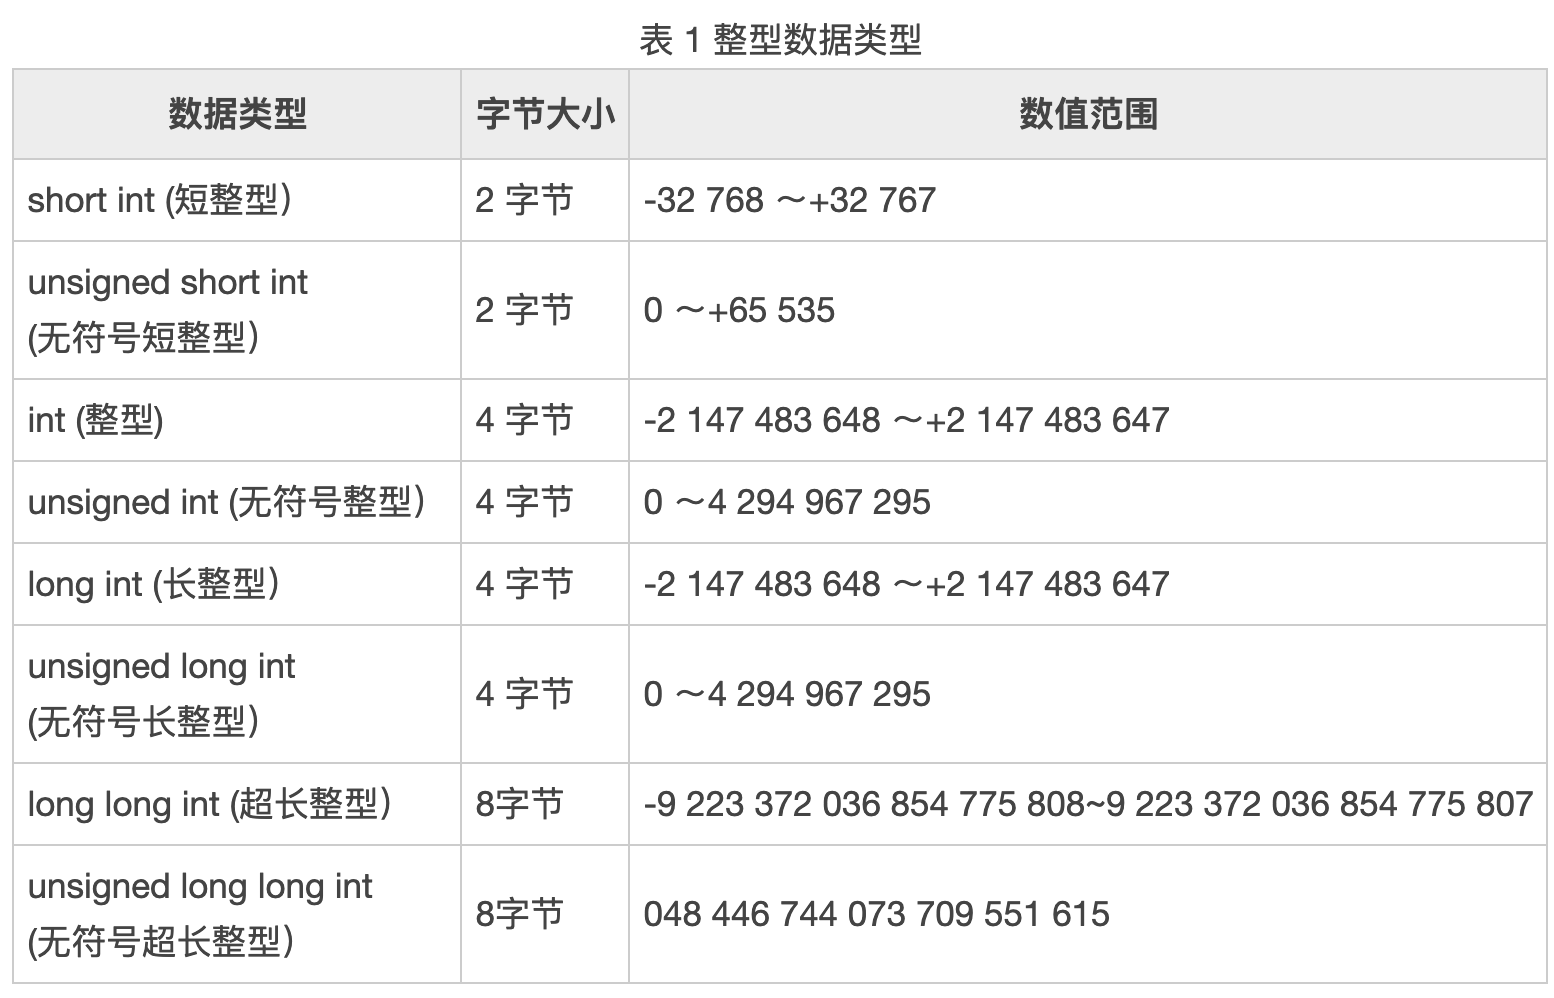 表 1 整型数据类型
数据类型 字节大小 数值范围
short int (短整型） 2 字节 -32 768 ～+32 767
unsigned short int
(无符号短整型） 2 字节 0 ～+65 535
int (整型) 4 字节 -2 147 483 648 ～+2 147 483 647
unsigned int (无符号整型） 4 字节 0 ～4 294 967 295
long int (长整型） 4 字节 -2 147 483 648 ～+2 147 483 647
unsigned long int
(无符号长整型） 4 字节 0 ～4 294 967 295
long long int (超长整型） 8字节 -9 223 372 036 854 775 808~9 223 372 036 854 775 807
unsigned long long int
(无符号超长整型） 8字节 048 446 744 073 709 551 615